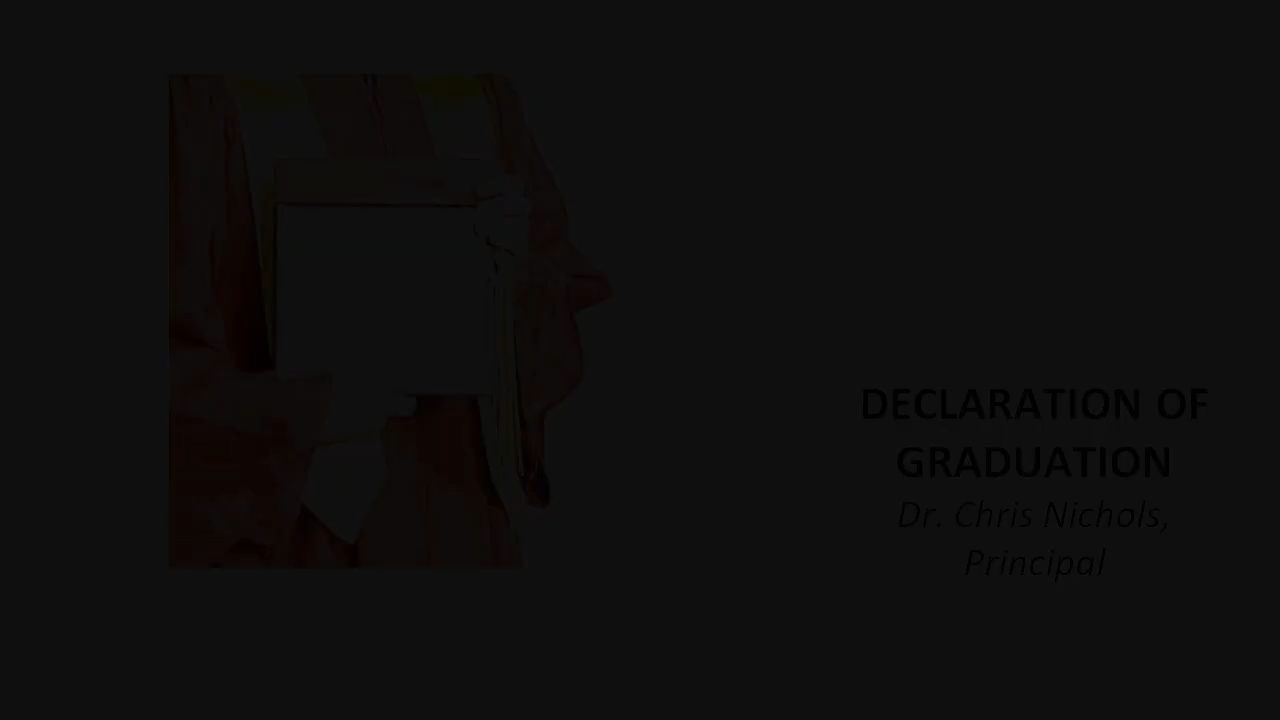 DECLARATION OF
GRADUATION
Dr. Chris Nichols,
Principal